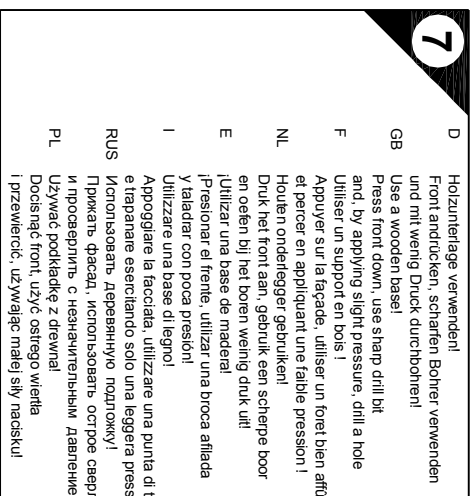 7
D Holzunterlage verwenden!
Front andrücken, scharfen Bohrer verwenden
und mit wenig Druck durchbohren!
GB Use a wooden base!
Press front down, use sharp drill bit
and, by applying slight pressure, drill a hole
F Utiliser un support en bois !
Appuyer sur la façade, utiliser un foret bien affû
et percer en appliquant une faible pression !
NL Houten onderlegger gebruiken!
Druk het front aan, gebruik een scherpe boor
en oefen bij het boren weinig druk uit!
E ¡Utilizar una base de madera!
¡Presionar el frente, utilizar una broca afilada
y taladrar con poca presión!
I Utilizzare una base di legno!
Appoggiare la facciata, utilizzare una punta di t
e trapanare esercitando solo una leggera press
RUS Использовать деревянную подложку!
Прижать фасад, использовать острое сверл
и просверлить с незначительным давление
PL Używać podkładkę z drewna!
Docisnąć front, użyć ostrego wiertła
i przewiercić, używając małej siły nacisku!